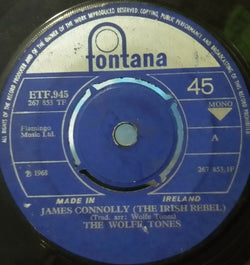 ALL RIGHTS OF THE RECORD PRODUCER AND OF THE OWNER OF THE WORK REPRODUCED RESERVED. COPYING, PUBLIC PERFORMANCE AND BROADCASTING OF THIS RECORD PROHIBITED.
fontana
ETF.945
267 853 TF
45
MONO
Flamingo
Music Ltd.
A
℗ 1968
267 853 1F
MADE IN IRELAND
JAMES CONNOLLY (THE IRISH REBEL)
(Trad. arr: Wolfe Tones)
THE WOLFE TONES